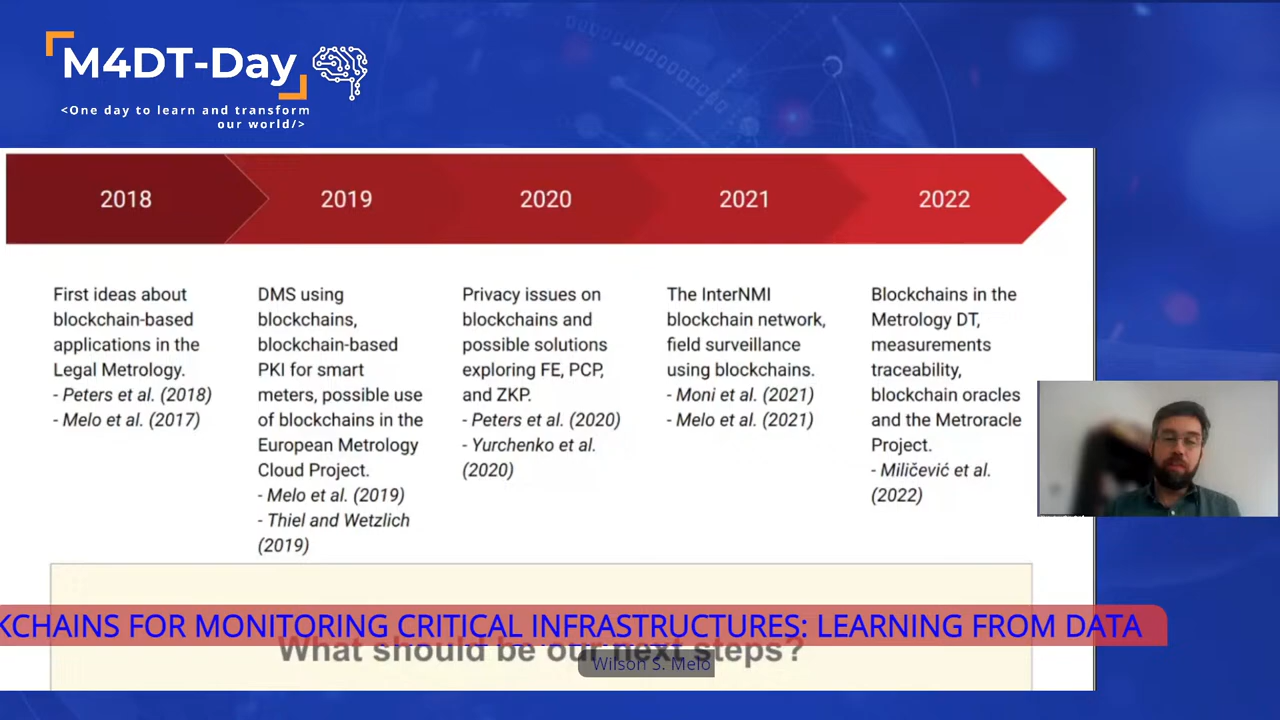 M4DT-Day
<One day to learn and transform
our world/>
2018
2019
2020
2021
2022
First ideas about
blockchain-based
applications in the
Legal Metrology.
- Peters et al. (2018)
- Melo et al. (2017)
DMS using
blockchains,
blockchain-based
PKI for smart
meters, possible use
of blockchains in the
European Metrology
Cloud Project.
- Melo et al. (2019)
- Thiel and Wetzlich
(2019)
Privacy issues on
blockchains and
possible solutions
exploring FE, PCP,
and ZKP.
- Peters et al. (2020)
- Yurchenko et al.
(2020)
The InterNMI
blockchain network,
field surveillance
using blockchains.
- Moni et al. (2021)
- Melo et al. (2021)
Blockchains in the
Metrology DT,
measurements
traceability,
blockchain oracles
and the Metroracle
Project.
- Miličević et al.
(2022)
KCHAINS FOR MONITORING CRITICAL INFRASTRUCTURES: LEARNING FROM DATA
What should be our next steps?
Wilson S. Melo